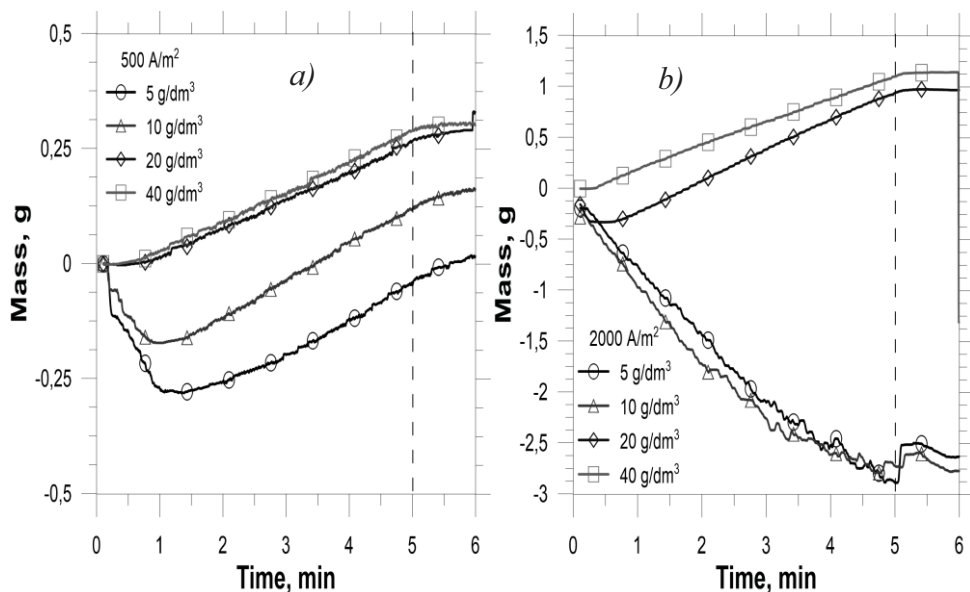 0,5
0,25
0
-0,25
-0,5
Mass, g
500 A/m²
5 g/dm³
10 g/dm³
20 g/dm³
40 g/dm³
a)
0 1 2 3 4 5 6
Time, min
1,5
1
0,5
0
-0,5
-1
-1,5
-2
-2,5
-3
Mass, g
b)
2000 A/m²
5 g/dm³
10 g/dm³
20 g/dm³
40 g/dm³
0 1 2 3 4 5 6
Time, min